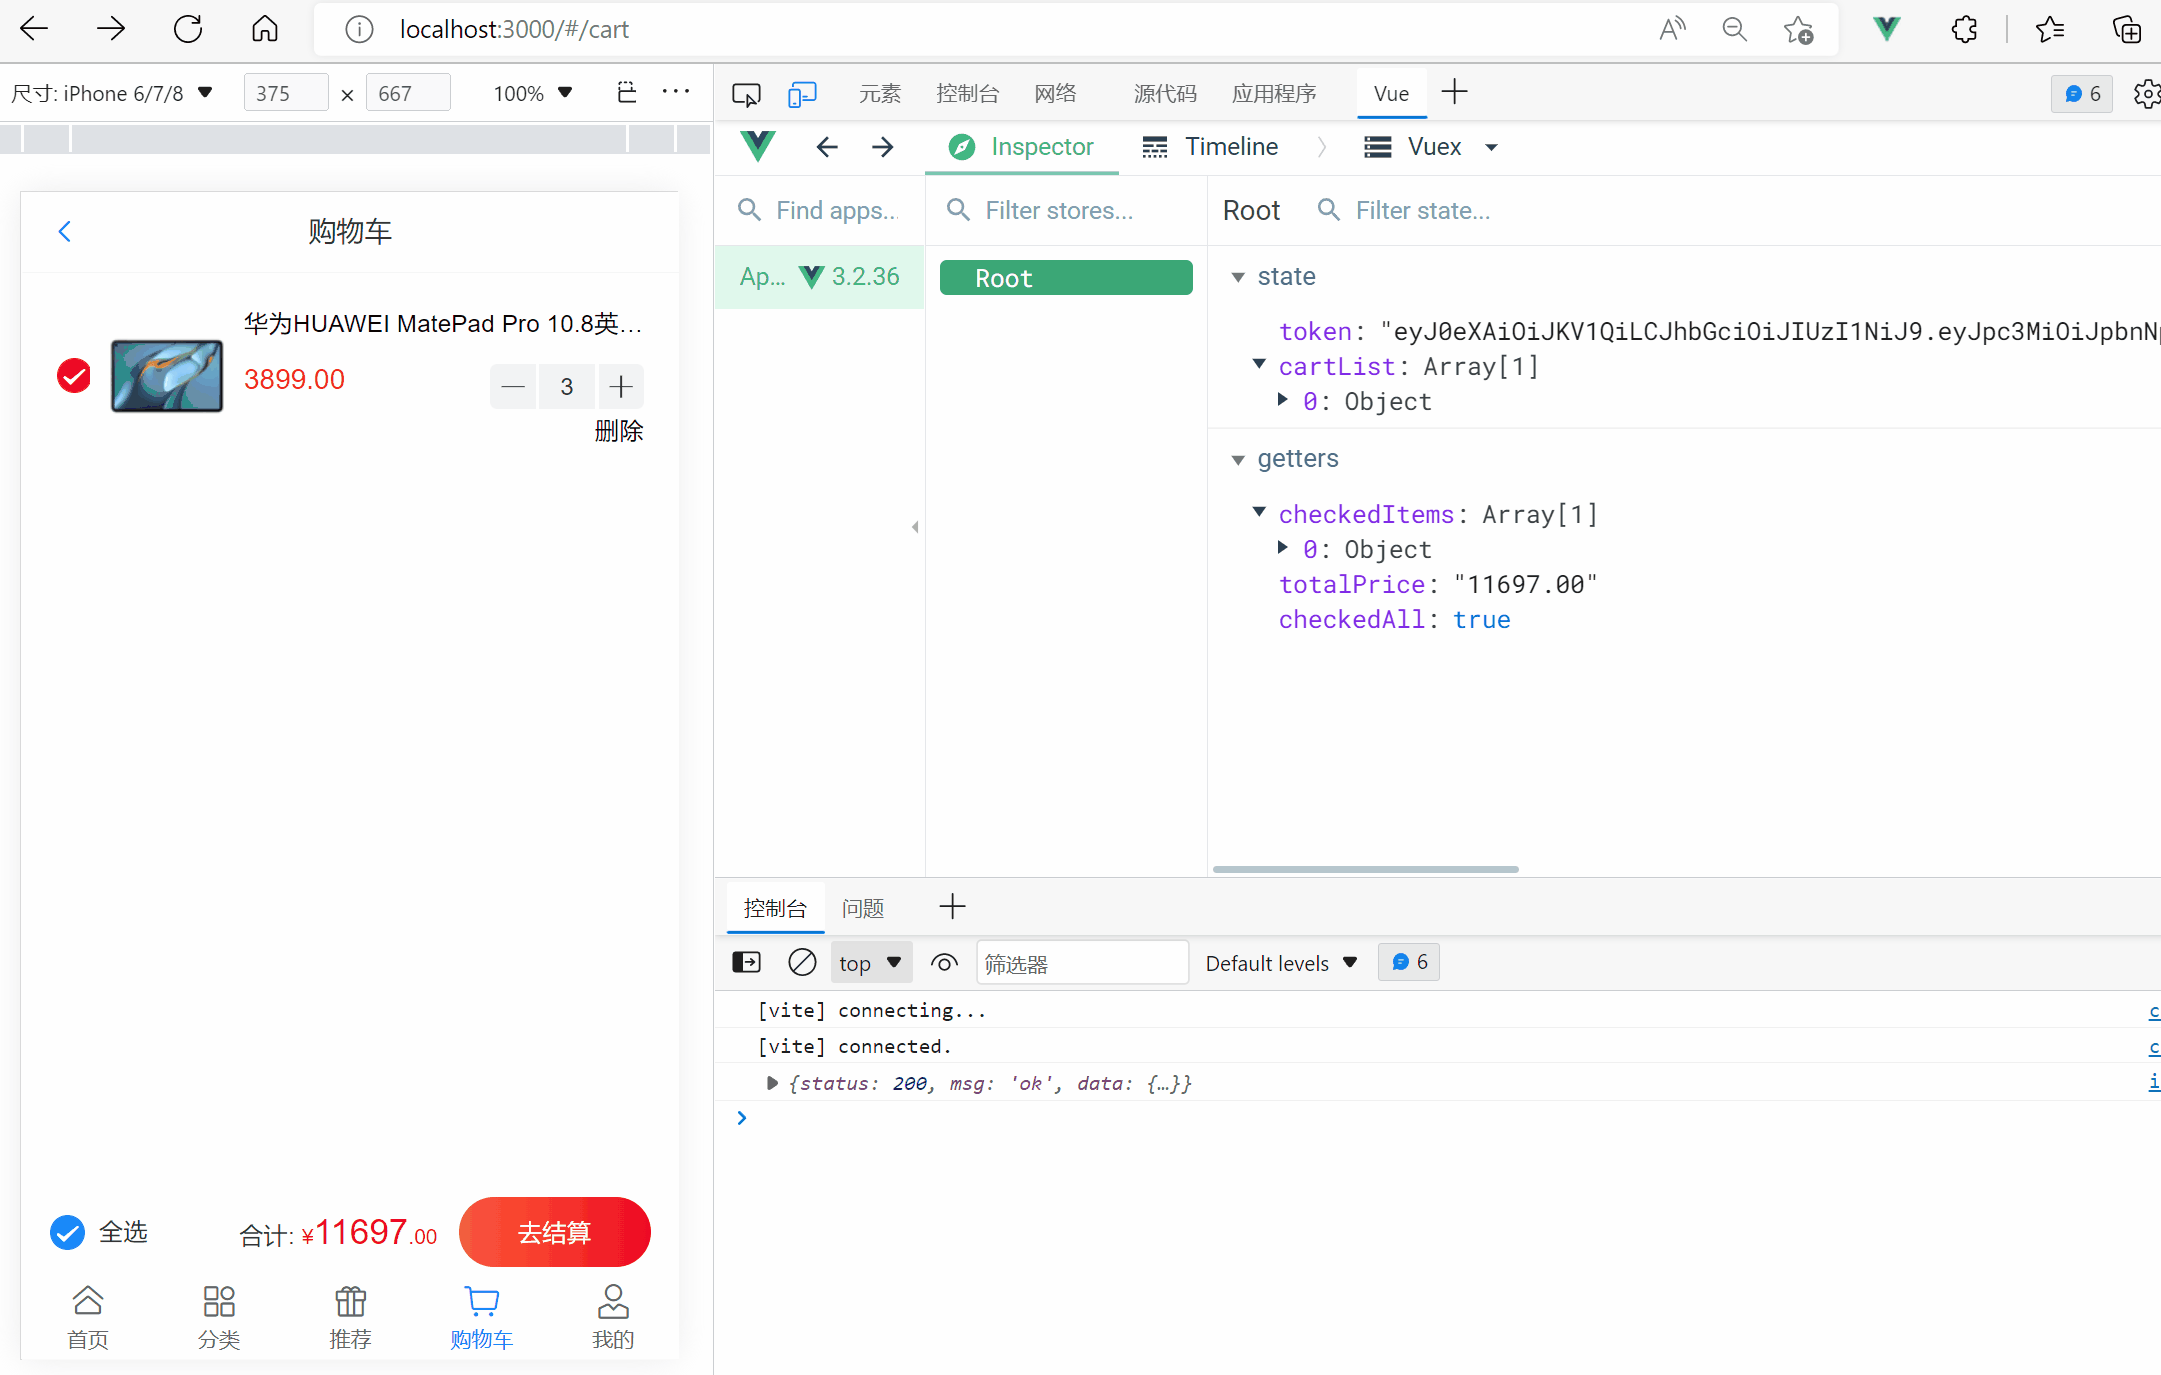 localhost:3000/#/cart
尺寸: iPhone 6/7/8 375 × 667 100%
购物车
华为HUAWEI MatePad Pro 10.8英...
3899.00
3
删除
全选 合计: ¥11697.00 去结算
首页 分类 推荐 购物车 我的
元素 控制台 网络 源代码 应用程序 Vue 6
Inspector Timeline Vuex
Find apps... Filter stores... Root Filter state...
Ap... 3.2.36
Root
state
token: "eyJ0eXAiOiJKV1QiLCJhbGciOiJIUzI1NiJ9.eyJpc3MiOiJpbnN
cartList: Array[1]
0: Object
getters
checkedItems: Array[1]
0: Object
totalPrice: "11697.00"
checkedAll: true
控制台 问题
top 筛选器 Default levels 6
[vite] connecting... c
[vite] connected. c
{status: 200, msg: 'ok', data: {…}} i